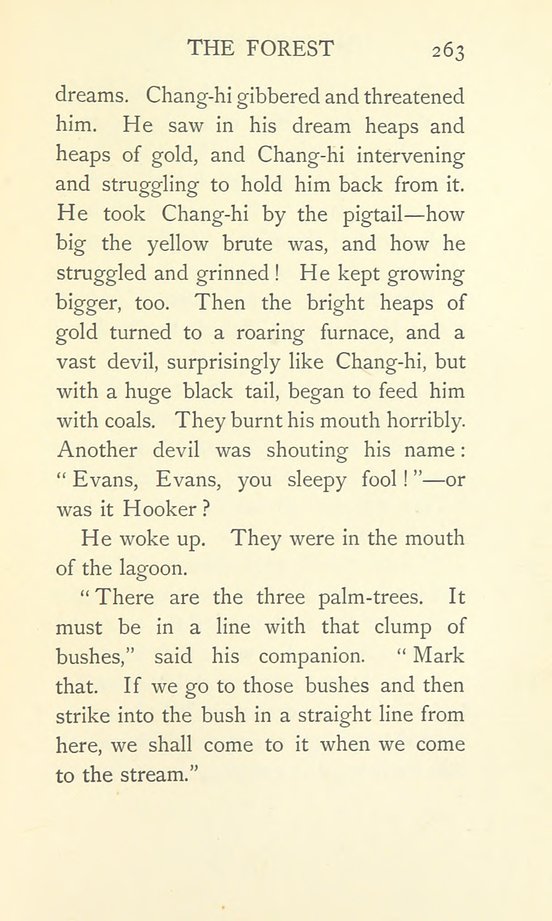 THE FOREST 263
dreams. Chang-hi gibbered and threatened
him. He saw in his dream heaps and
heaps of gold, and Chang-hi intervening
and struggling to hold him back from it.
He took Chang-hi by the pigtail—how
big the yellow brute was, and how he
struggled and grinned! He kept growing
bigger, too. Then the bright heaps of
gold turned to a roaring furnace, and a
vast devil, surprisingly like Chang-hi, but
with a huge black tail, began to feed him
with coals. They burnt his mouth horribly.
Another devil was shouting his name:
“Evans, Evans, you sleepy fool!”—or
was it Hooker?
He woke up. They were in the mouth
of the lagoon.
“There are the three palm-trees. It
must be in a line with that clump of
bushes,” said his companion. “Mark
that. If we go to those bushes and then
strike into the bush in a straight line from
here, we shall come to it when we come
to the stream.”